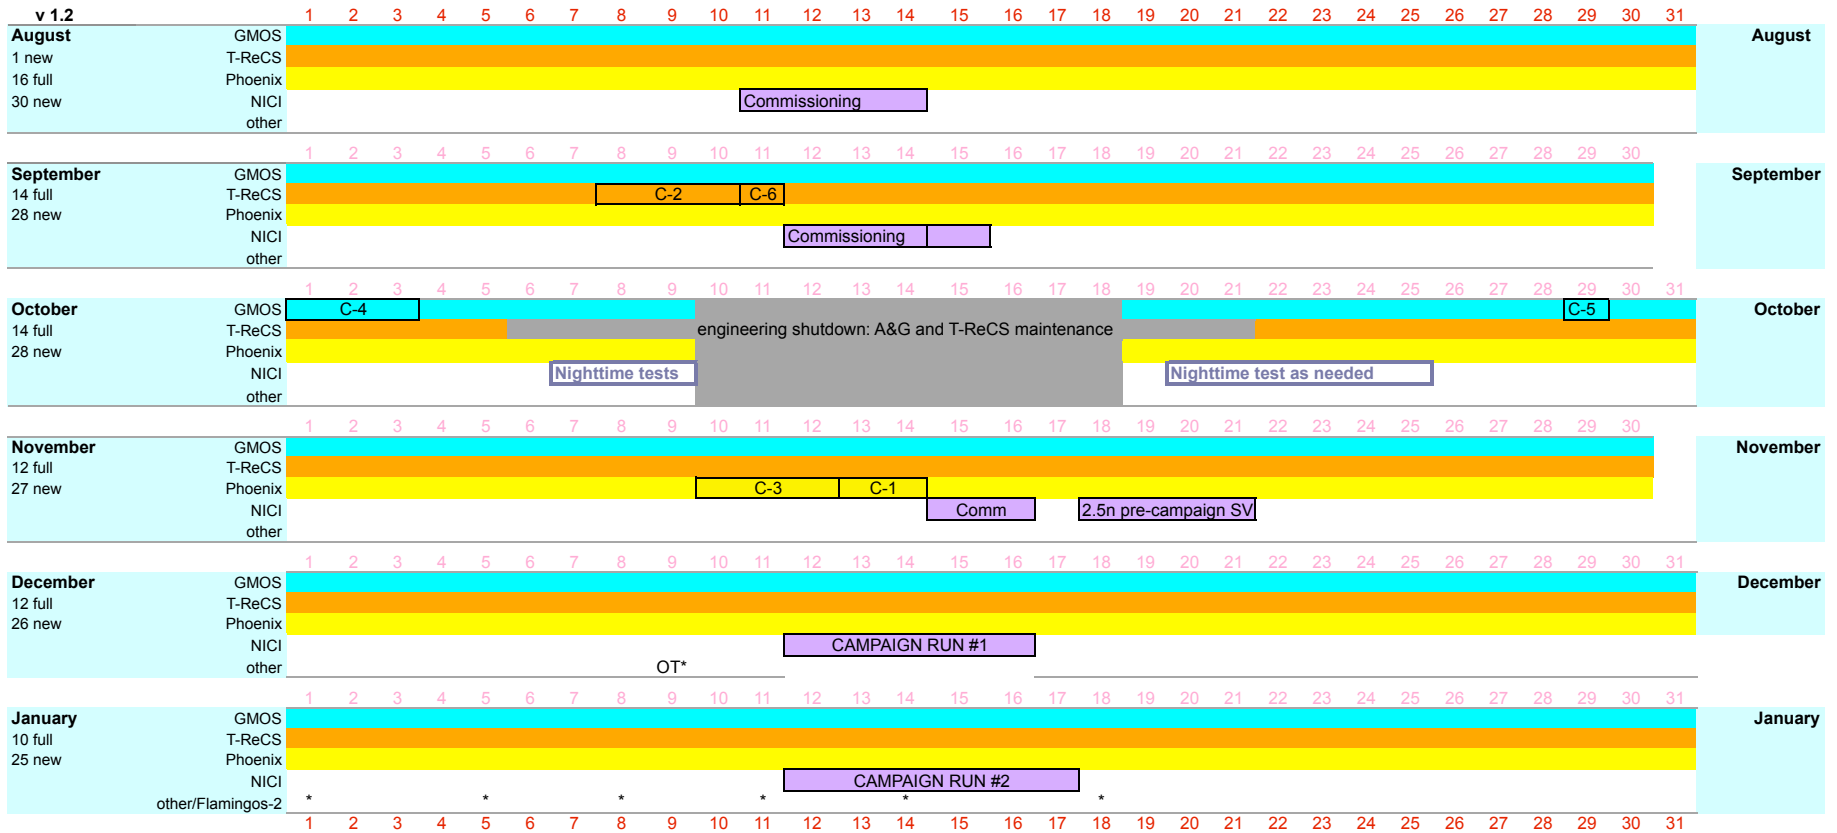 v 1.2 1 2 3 4 5 6 7 8 9 10 11 12 13 14 15 16 17 18 19 20 21 22 23 24 25 26 27 28 29 30 31
August GMOS August
1 new T-ReCS
16 full Phoenix
30 new NICI Commissioning
other
1 2 3 4 5 6 7 8 9 10 11 12 13 14 15 16 17 18 19 20 21 22 23 24 25 26 27 28 29 30
September GMOS September
14 full T-ReCS C-2 C-6
28 new Phoenix
NICI Commissioning
other
1 2 3 4 5 6 7 8 9 10 11 12 13 14 15 16 17 18 19 20 21 22 23 24 25 26 27 28 29 30 31
October GMOS C-4 C-5 October
14 full T-ReCS engineering shutdown: A&G and T-ReCS maintenance
28 new Phoenix
NICI Nighttime tests Nighttime test as needed
other
1 2 3 4 5 6 7 8 9 10 11 12 13 14 15 16 17 18 19 20 21 22 23 24 25 26 27 28 29 30
November GMOS November
12 full T-ReCS
27 new Phoenix C-3 C-1
NICI Comm 2.5n pre-campaign SV
other
1 2 3 4 5 6 7 8 9 10 11 12 13 14 15 16 17 18 19 20 21 22 23 24 25 26 27 28 29 30 31
December GMOS December
12 full T-ReCS
26 new Phoenix
NICI CAMPAIGN RUN #1
other OT*
1 2 3 4 5 6 7 8 9 10 11 12 13 14 15 16 17 18 19 20 21 22 23 24 25 26 27 28 29 30 31
January GMOS January
10 full T-ReCS
25 new Phoenix
NICI CAMPAIGN RUN #2
other/Flamingos-2 * * * * * *
1 2 3 4 5 6 7 8 9 10 11 12 13 14 15 16 17 18 19 20 21 22 23 24 25 26 27 28 29 30 31